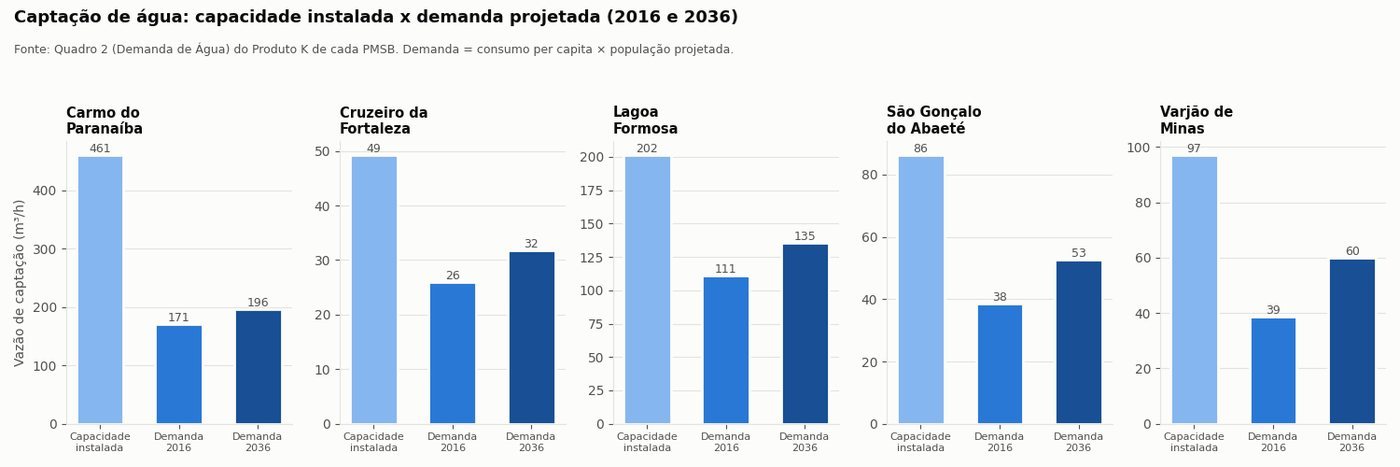 Captação de água: capacidade instalada x demanda projetada (2016 e 2036)
Fonte: Quadro 2 (Demanda de Água) do Produto K de cada PMSB. Demanda = consumo per capita × população projetada.
Vazão de captação (m³/h)
Carmo do
Paranaíba
461
171
196
400
300
200
100
0
Capacidade
instalada
Demanda
2016
Demanda
2036
Cruzeiro da
Fortaleza
49
26
32
50
40
30
20
10
0
Capacidade
instalada
Demanda
2016
Demanda
2036
Lagoa
Formosa
202
111
135
200
175
150
125
100
75
50
25
0
Capacidade
instalada
Demanda
2016
Demanda
2036
São Gonçalo
do Abaeté
86
38
53
80
60
40
20
0
Capacidade
instalada
Demanda
2016
Demanda
2036
Varjão de
Minas
97
39
60
100
80
60
40
20
0
Capacidade
instalada
Demanda
2016
Demanda
2036